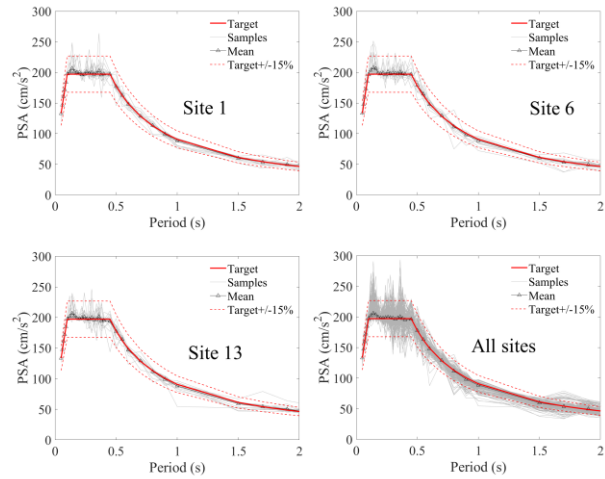 300
250
200
150
100
50
0
PSA (cm/s²)
Target
Samples
Mean
Target+/-15%
Site 1
0 0.5 1 1.5 2
Period (s)
300
250
200
150
100
50
0
PSA (cm/s²)
Target
Samples
Mean
Target+/-15%
Site 6
0 0.5 1 1.5 2
Period (s)
300
250
200
150
100
50
0
PSA (cm/s²)
Target
Samples
Mean
Target+/-15%
Site 13
0 0.5 1 1.5 2
Period (s)
300
250
200
150
100
50
0
PSA (cm/s²)
Target
Samples
Mean
Target+/-15%
All sites
0 0.5 1 1.5 2
Period (s)